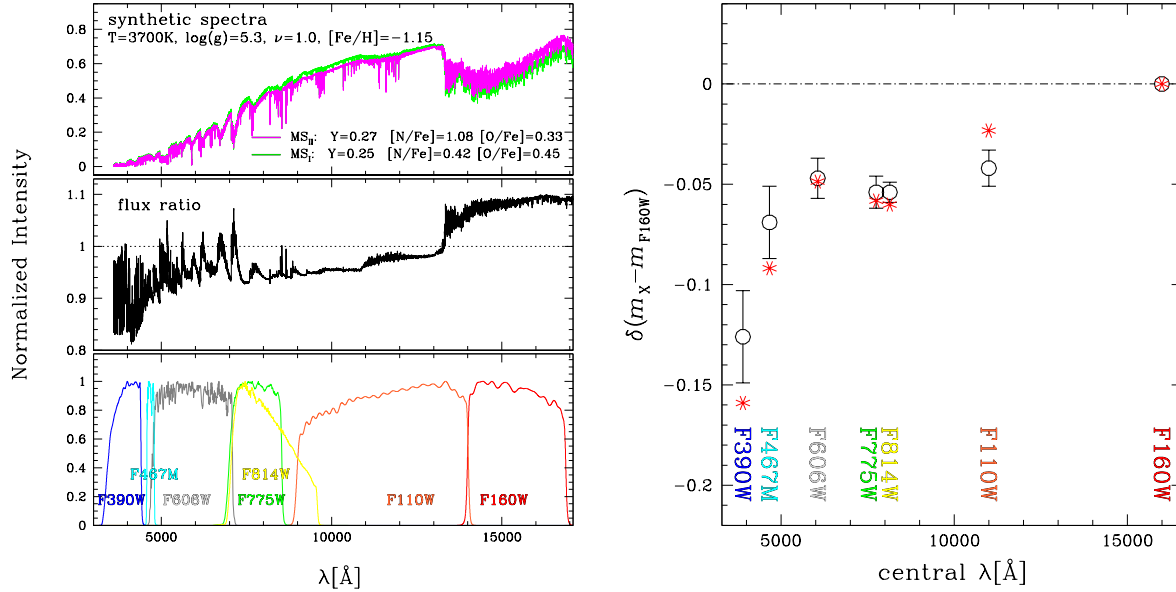 synthetic spectra
T=3700K, log(g)=5.3, ν=1.0, [Fe/H]=−1.15
MS_II: Y=0.27 [N/Fe]=1.08 [O/Fe]=0.33
MS_I: Y=0.25 [N/Fe]=0.42 [O/Fe]=0.45
0.8
0.6
0.4
0.2
0
flux ratio
1.1
1
0.9
0.8
Normalized Intensity
1
0.8
0.6
0.4
0.2
0
F467M
F814W
F390W
F606W
F775W
F110W
F160W
5000
10000
15000
λ[Å]
0
−0.05
−0.1
−0.15
−0.2
δ(m_X−m_F160W)
F390W
F467M
F606W
F775W
F814W
F110W
F160W
5000
10000
15000
central λ[Å]